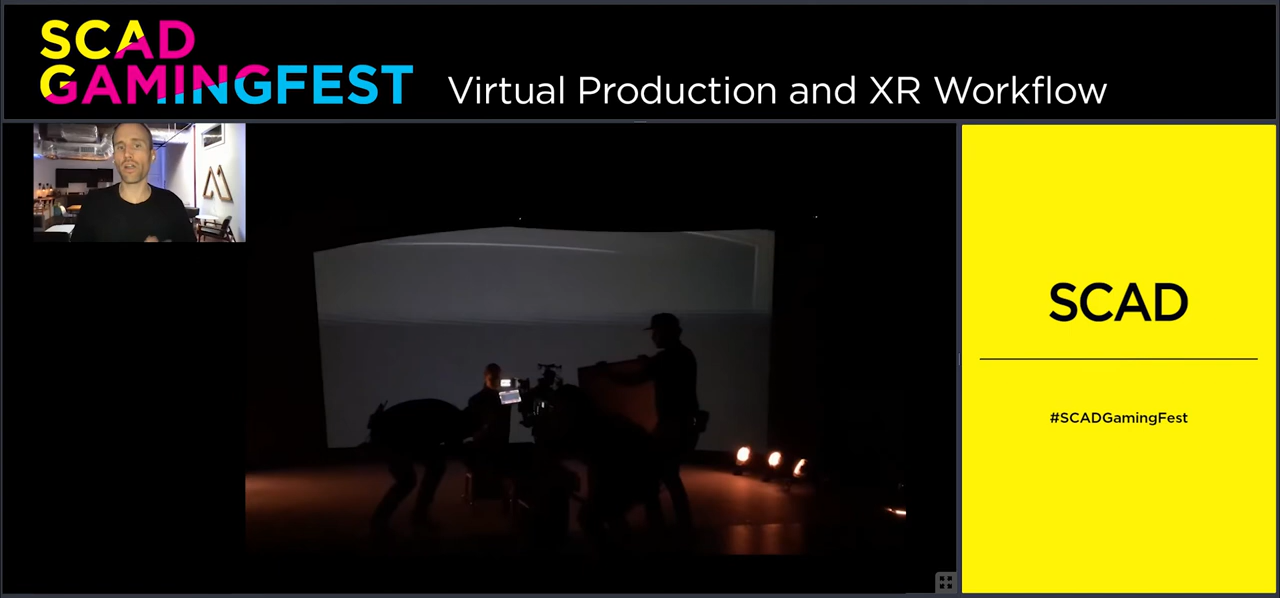 SCAD
GAMINGFEST
Virtual Production and XR Workflow
SCAD
#SCADGamingFest